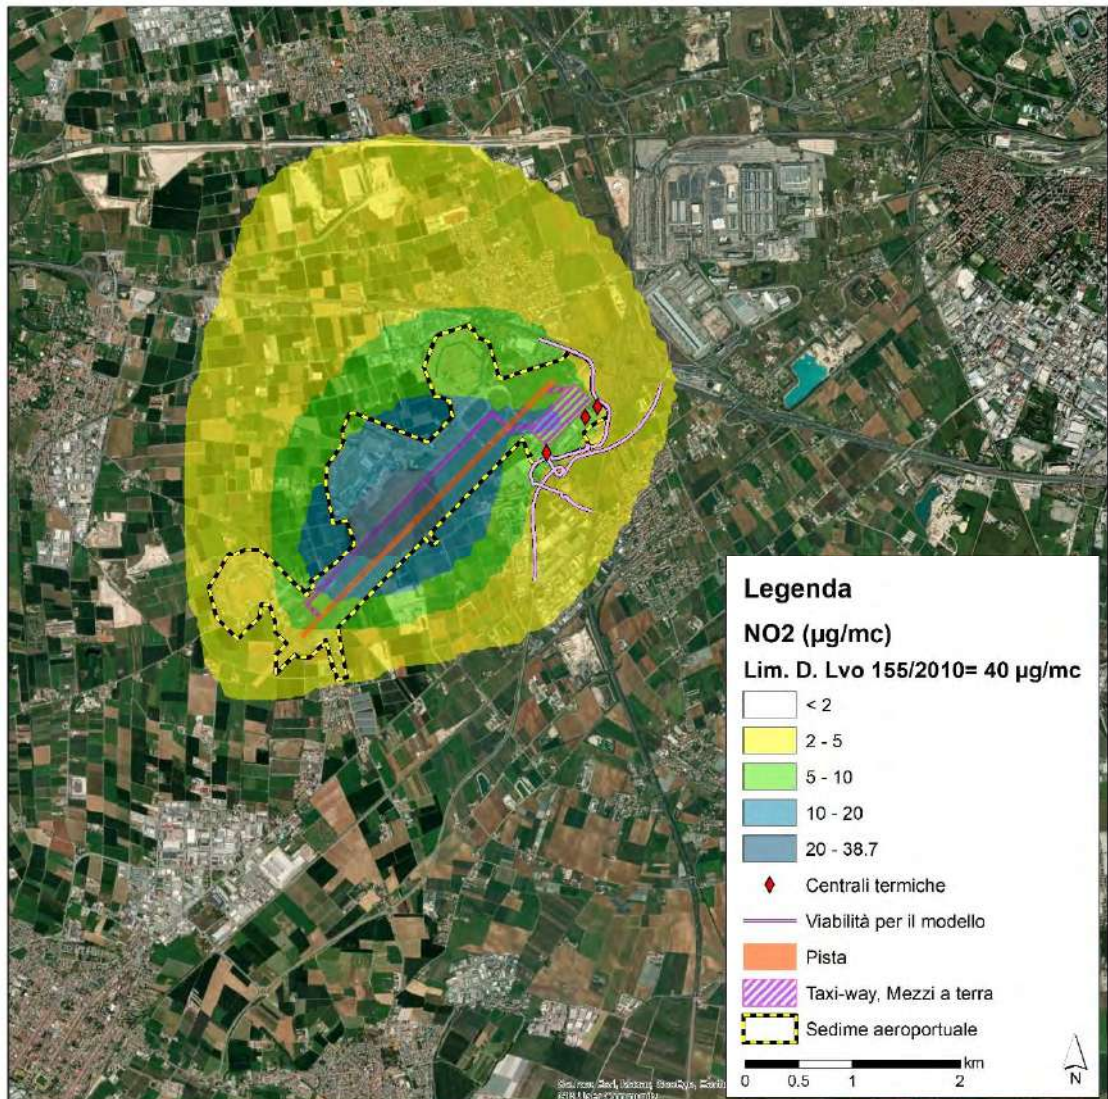 Legenda
NO2 (µg/mc)
Lim. D. Lvo 155/2010= 40 µg/mc
< 2
2 - 5
5 - 10
10 - 20
20 - 38.7
Centrali termiche
Viabilità per il modello
Pista
Taxi-way, Mezzi a terra
Sedime aeroportuale
km
0 0.5 1 2
N